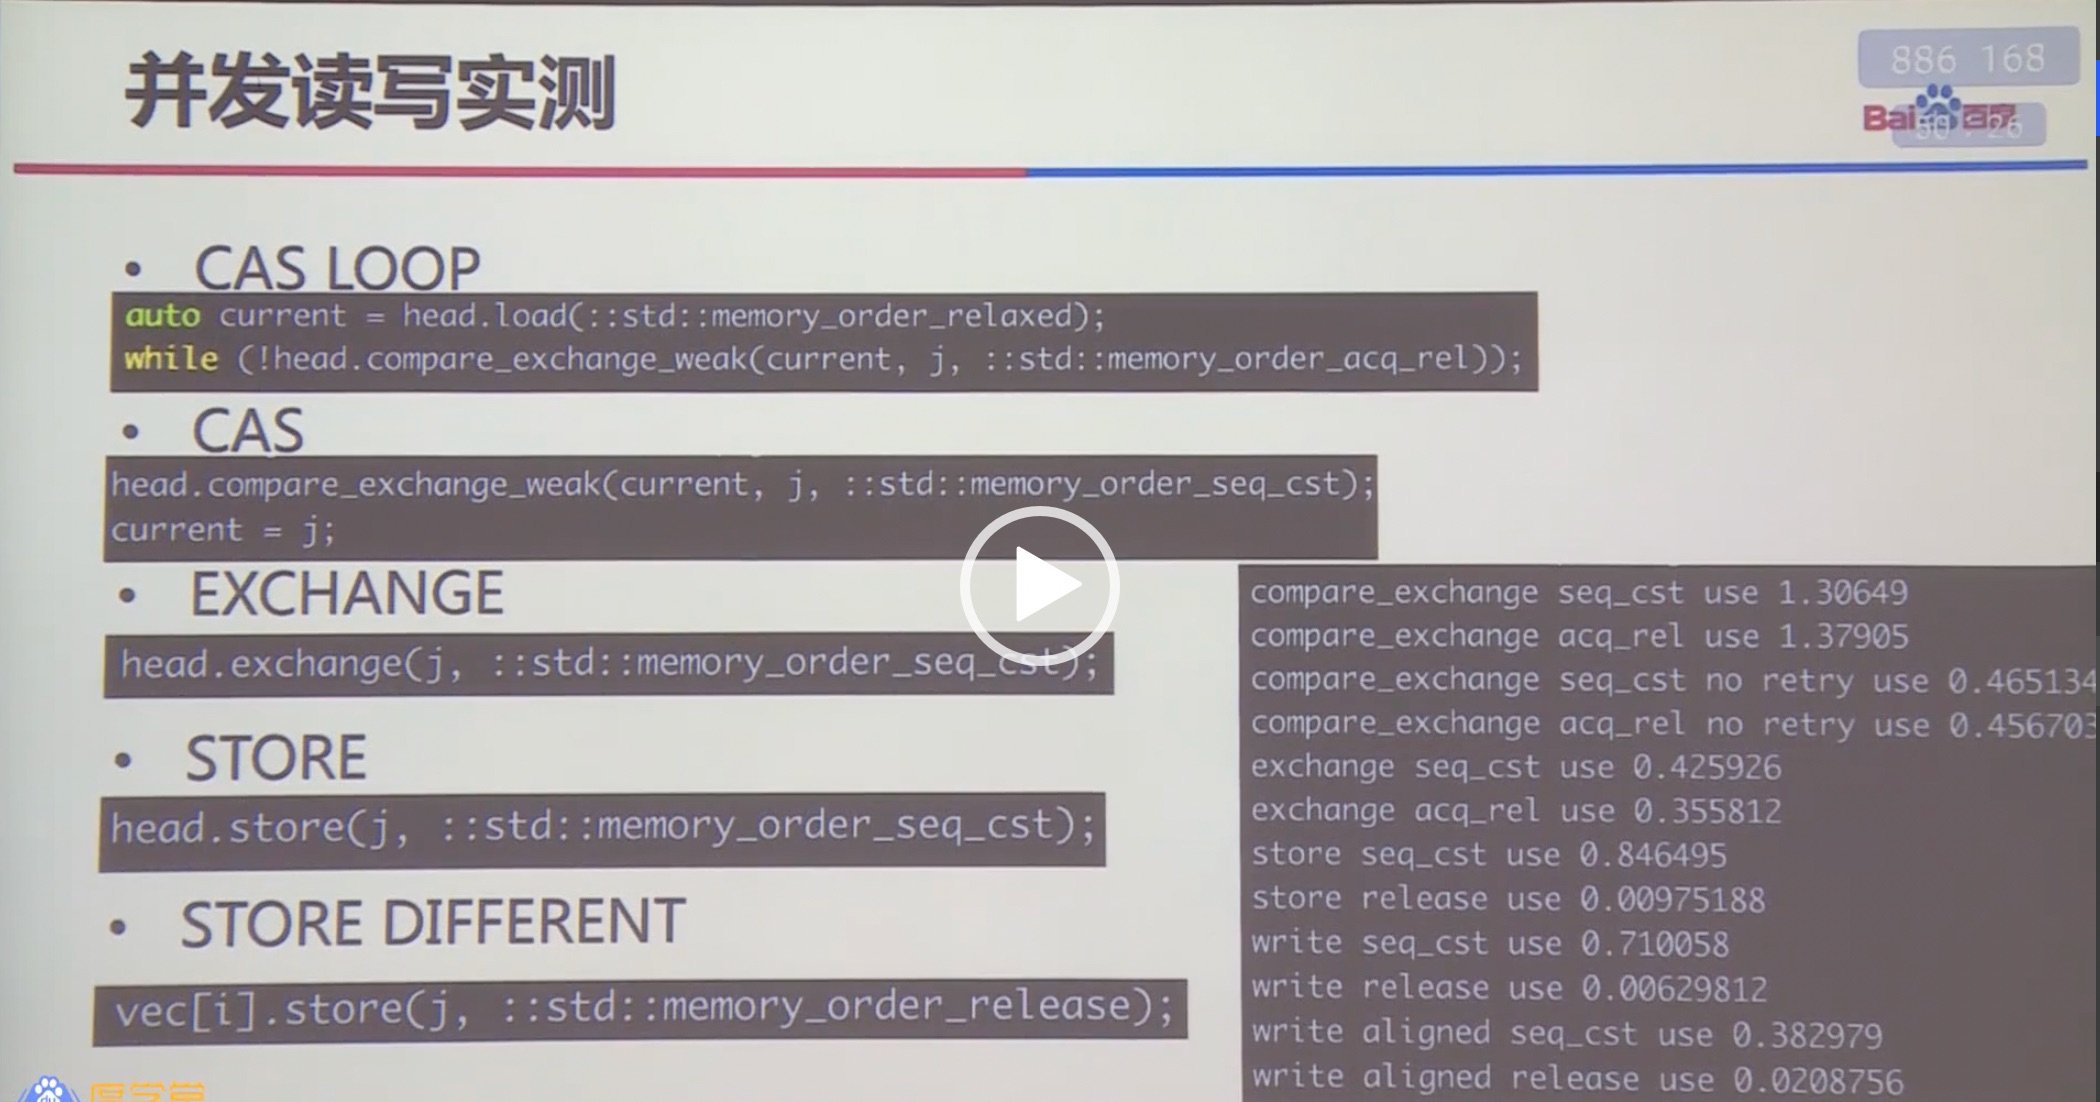 并发读写实测
886 168
Bai 百度
50 . 26
• CAS LOOP
auto current = head.load(::std::memory_order_relaxed);
while (!head.compare_exchange_weak(current, j, ::std::memory_order_acq_rel));
• CAS
head.compare_exchange_weak(current, j, ::std::memory_order_seq_cst);
current = j;
• EXCHANGE
head.exchange(j, ::std::memory_order_seq_cst);
• STORE
head.store(j, ::std::memory_order_seq_cst);
• STORE DIFFERENT
vec[i].store(j, ::std::memory_order_release);
compare_exchange seq_cst use 1.30649
compare_exchange acq_rel use 1.37905
compare_exchange seq_cst no retry use 0.465134
compare_exchange acq_rel no retry use 0.456703
exchange seq_cst use 0.425926
exchange acq_rel use 0.355812
store seq_cst use 0.846495
store release use 0.00975188
write seq_cst use 0.710058
write release use 0.00629812
write aligned seq_cst use 0.382979
write aligned release use 0.0208756
du